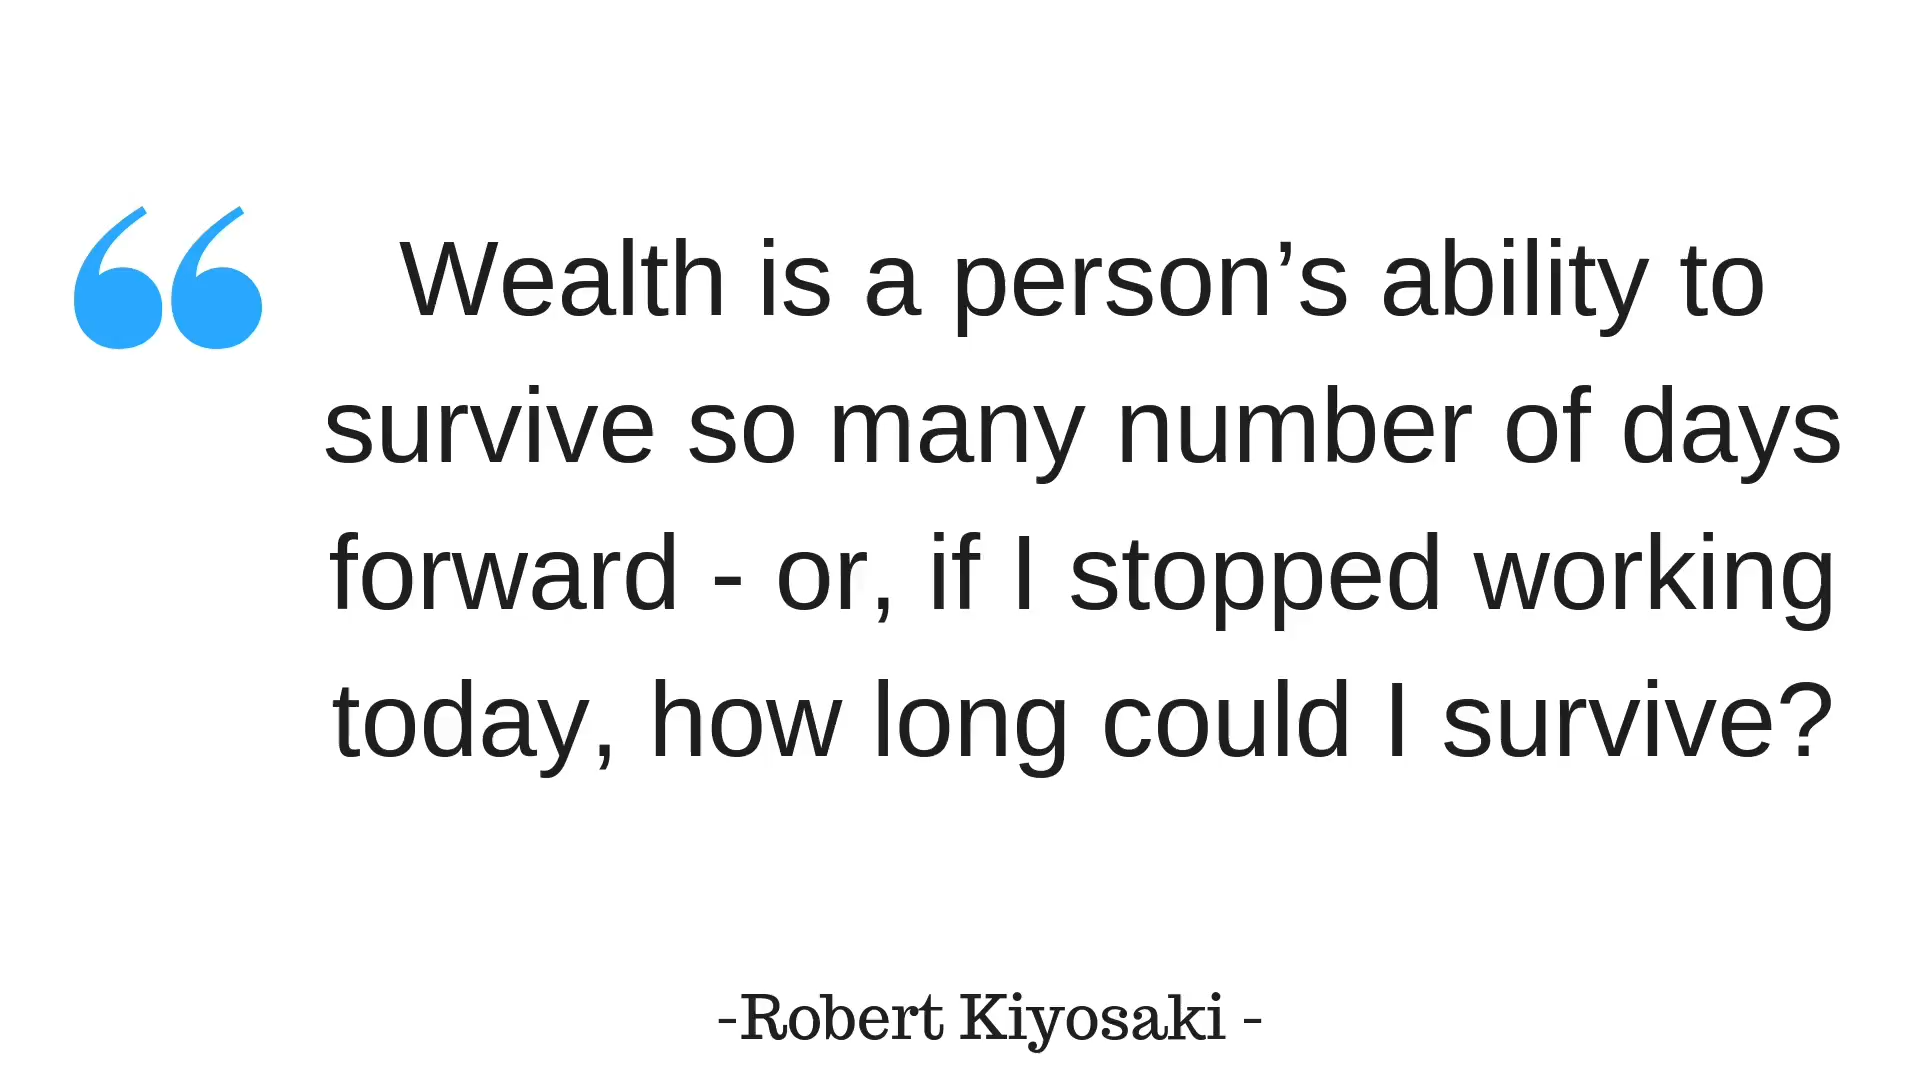 “
Wealth is a person’s ability to
survive so many number of days
forward - or, if I stopped working
today, how long could I survive?
-Robert Kiyosaki -